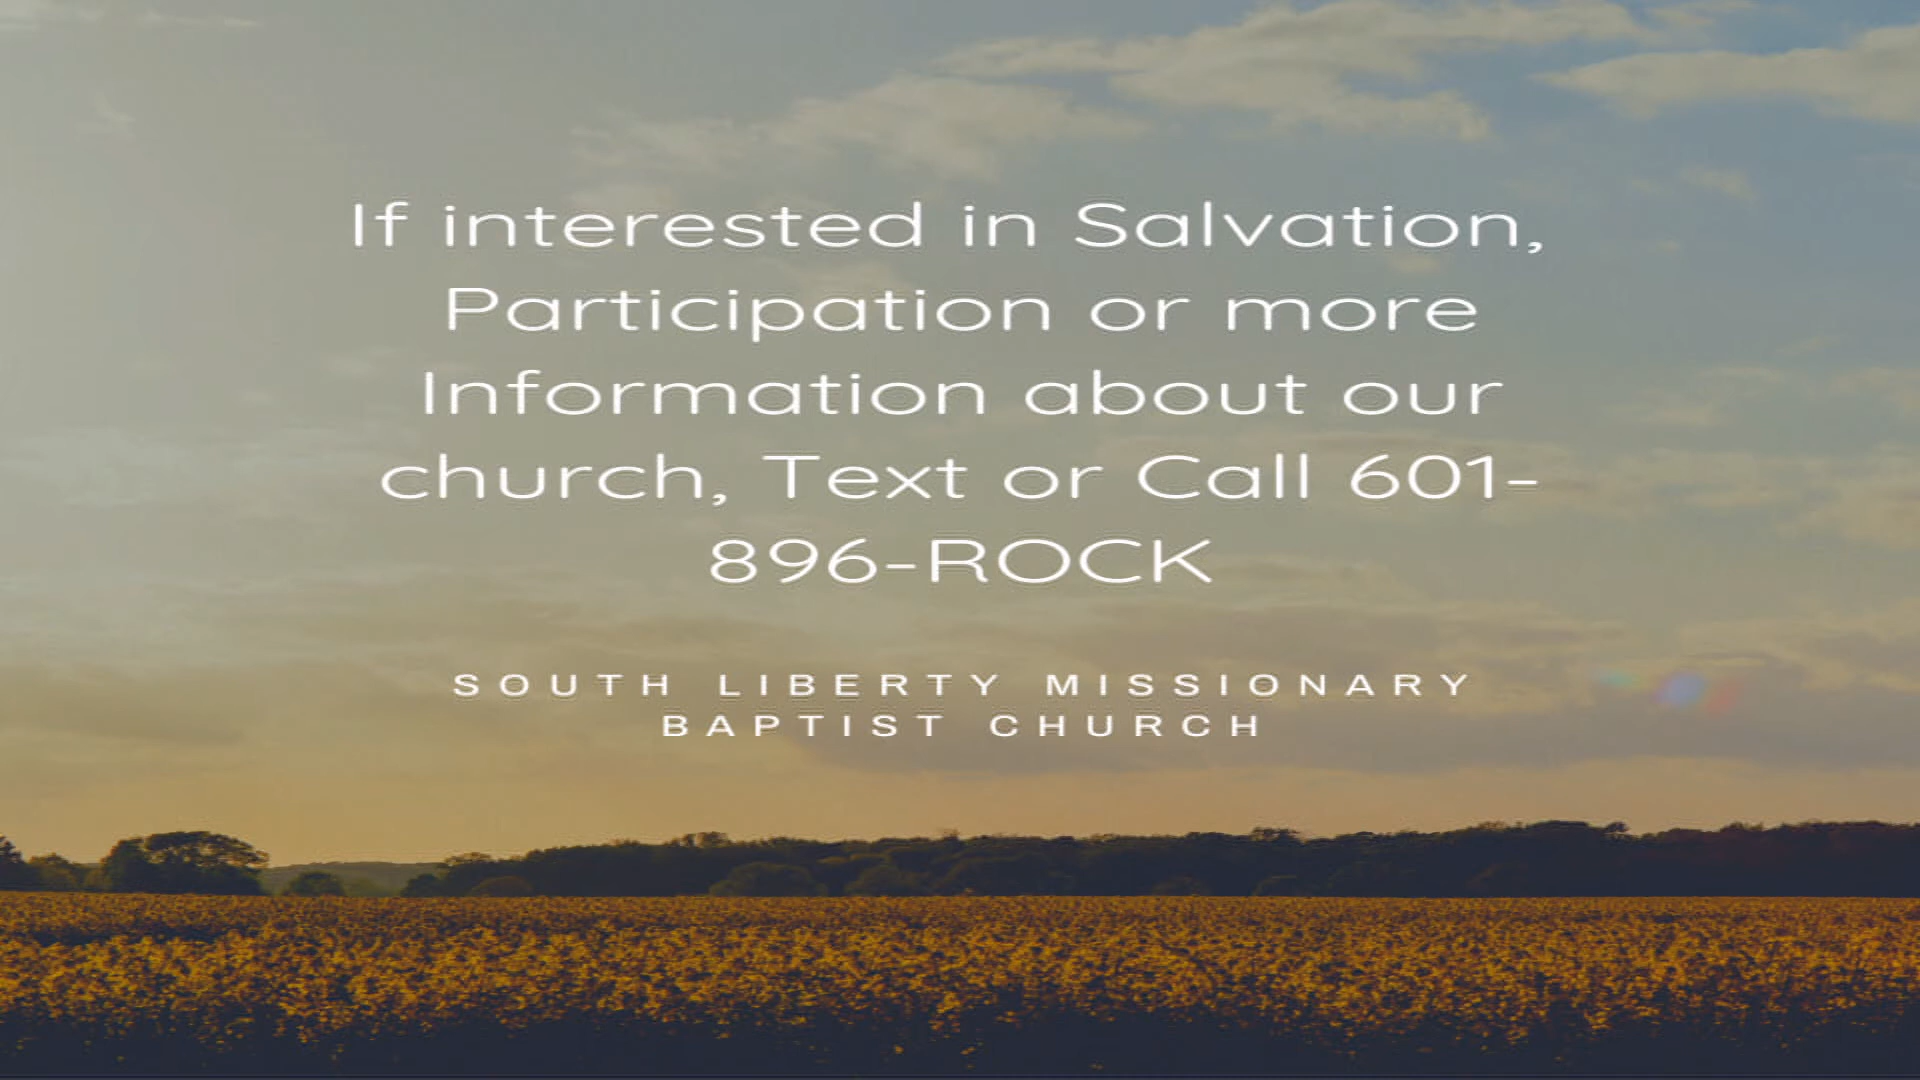 If interested in Salvation,
Participation or more
Information about our
church, Text or Call 601-
896-ROCK
SOUTH LIBERTY MISSIONARY
BAPTIST CHURCH